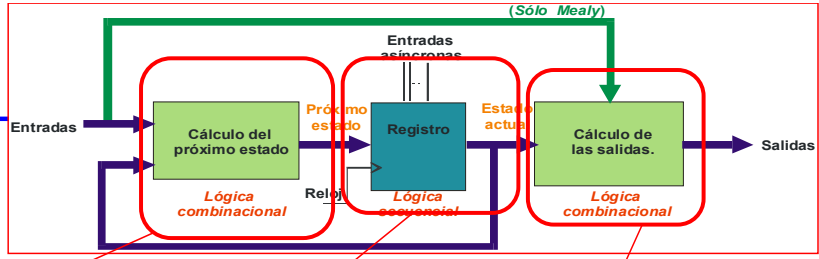 (Sólo Mealy)
Entradas
asíncronas
...
Entradas
Cálculo del
próximo estado
Próximo
estado
Registro
Estado
actual
Cálculo de
las salidas.
Salidas
Reloj
Lógica
combinacional
Lógica
secuencial
Lógica
combinacional